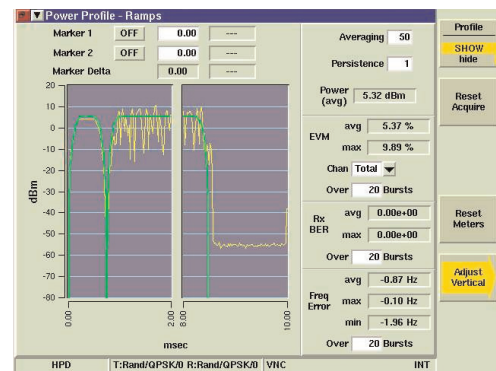 Power Profile - Ramps
Marker 1 OFF 0.00 ---
Marker 2 OFF 0.00 ---
Marker Delta 0.00 ---
20
10
0
-10
-20
-30
-40
-50
-60
-70
-80
dBm
0.00
2.00
8.00
10.00
msec
Averaging 50
Persistence 1
Power (avg) 5.32 dBm
EVM
avg 5.37 %
max 9.89 %
Chan Total
Over 20 Bursts
Rx BER
avg 0.00e+00
max 0.00e+00
Over 20 Bursts
Freq Error
avg -0.87 Hz
max -0.10 Hz
min -1.96 Hz
Over 20 Bursts
Profile
SHOW
hide
Reset
Acquire
Reset
Meters
Adjust
Vertical
HPD T:Rand/QPSK/0 R:Rand/QPSK/0 VNC INT